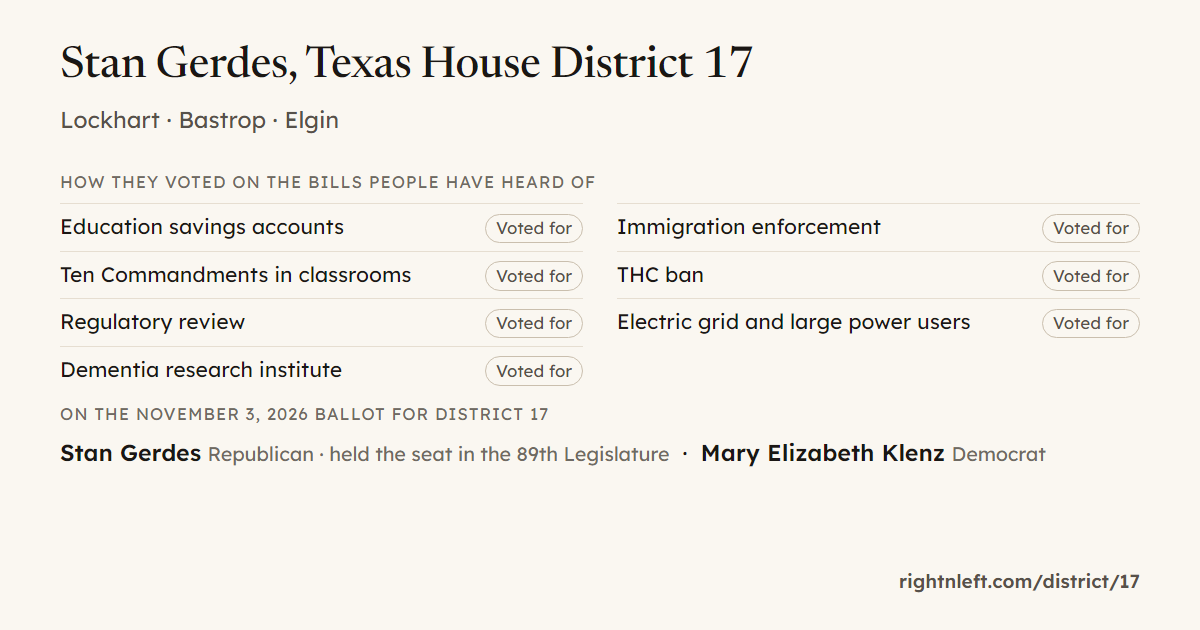 Stan Gerdes, Texas House District 17
Lockhart · Bastrop · Elgin
HOW THEY VOTED ON THE BILLS PEOPLE HAVE HEARD OF
Education savings accounts Voted for
Ten Commandments in classrooms Voted for
Regulatory review Voted for
Dementia research institute Voted for
Immigration enforcement Voted for
THC ban Voted for
Electric grid and large power users Voted for
ON THE NOVEMBER 3, 2026 BALLOT FOR DISTRICT 17
Stan Gerdes Republican · held the seat in the 89th Legislature · Mary Elizabeth Klenz Democrat
rightnleft.com/district/17